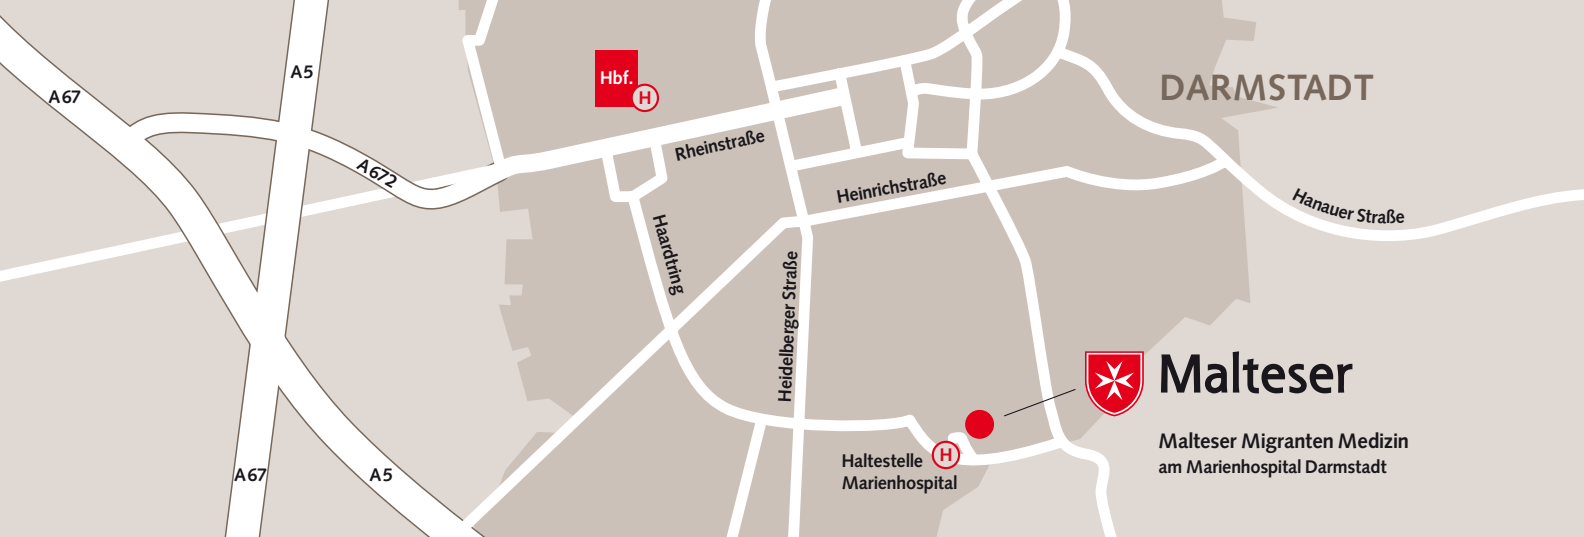 A67
A5
Hbf.
H
DARMSTADT
A672
Rheinstraße
Heinrichstraße
Hanauer Straße
Haardtring
Heidelberger Straße
Malteser
Malteser Migranten Medizin
am Marienhospital Darmstadt
Haltestelle
Marienhospital
H
A67
A5